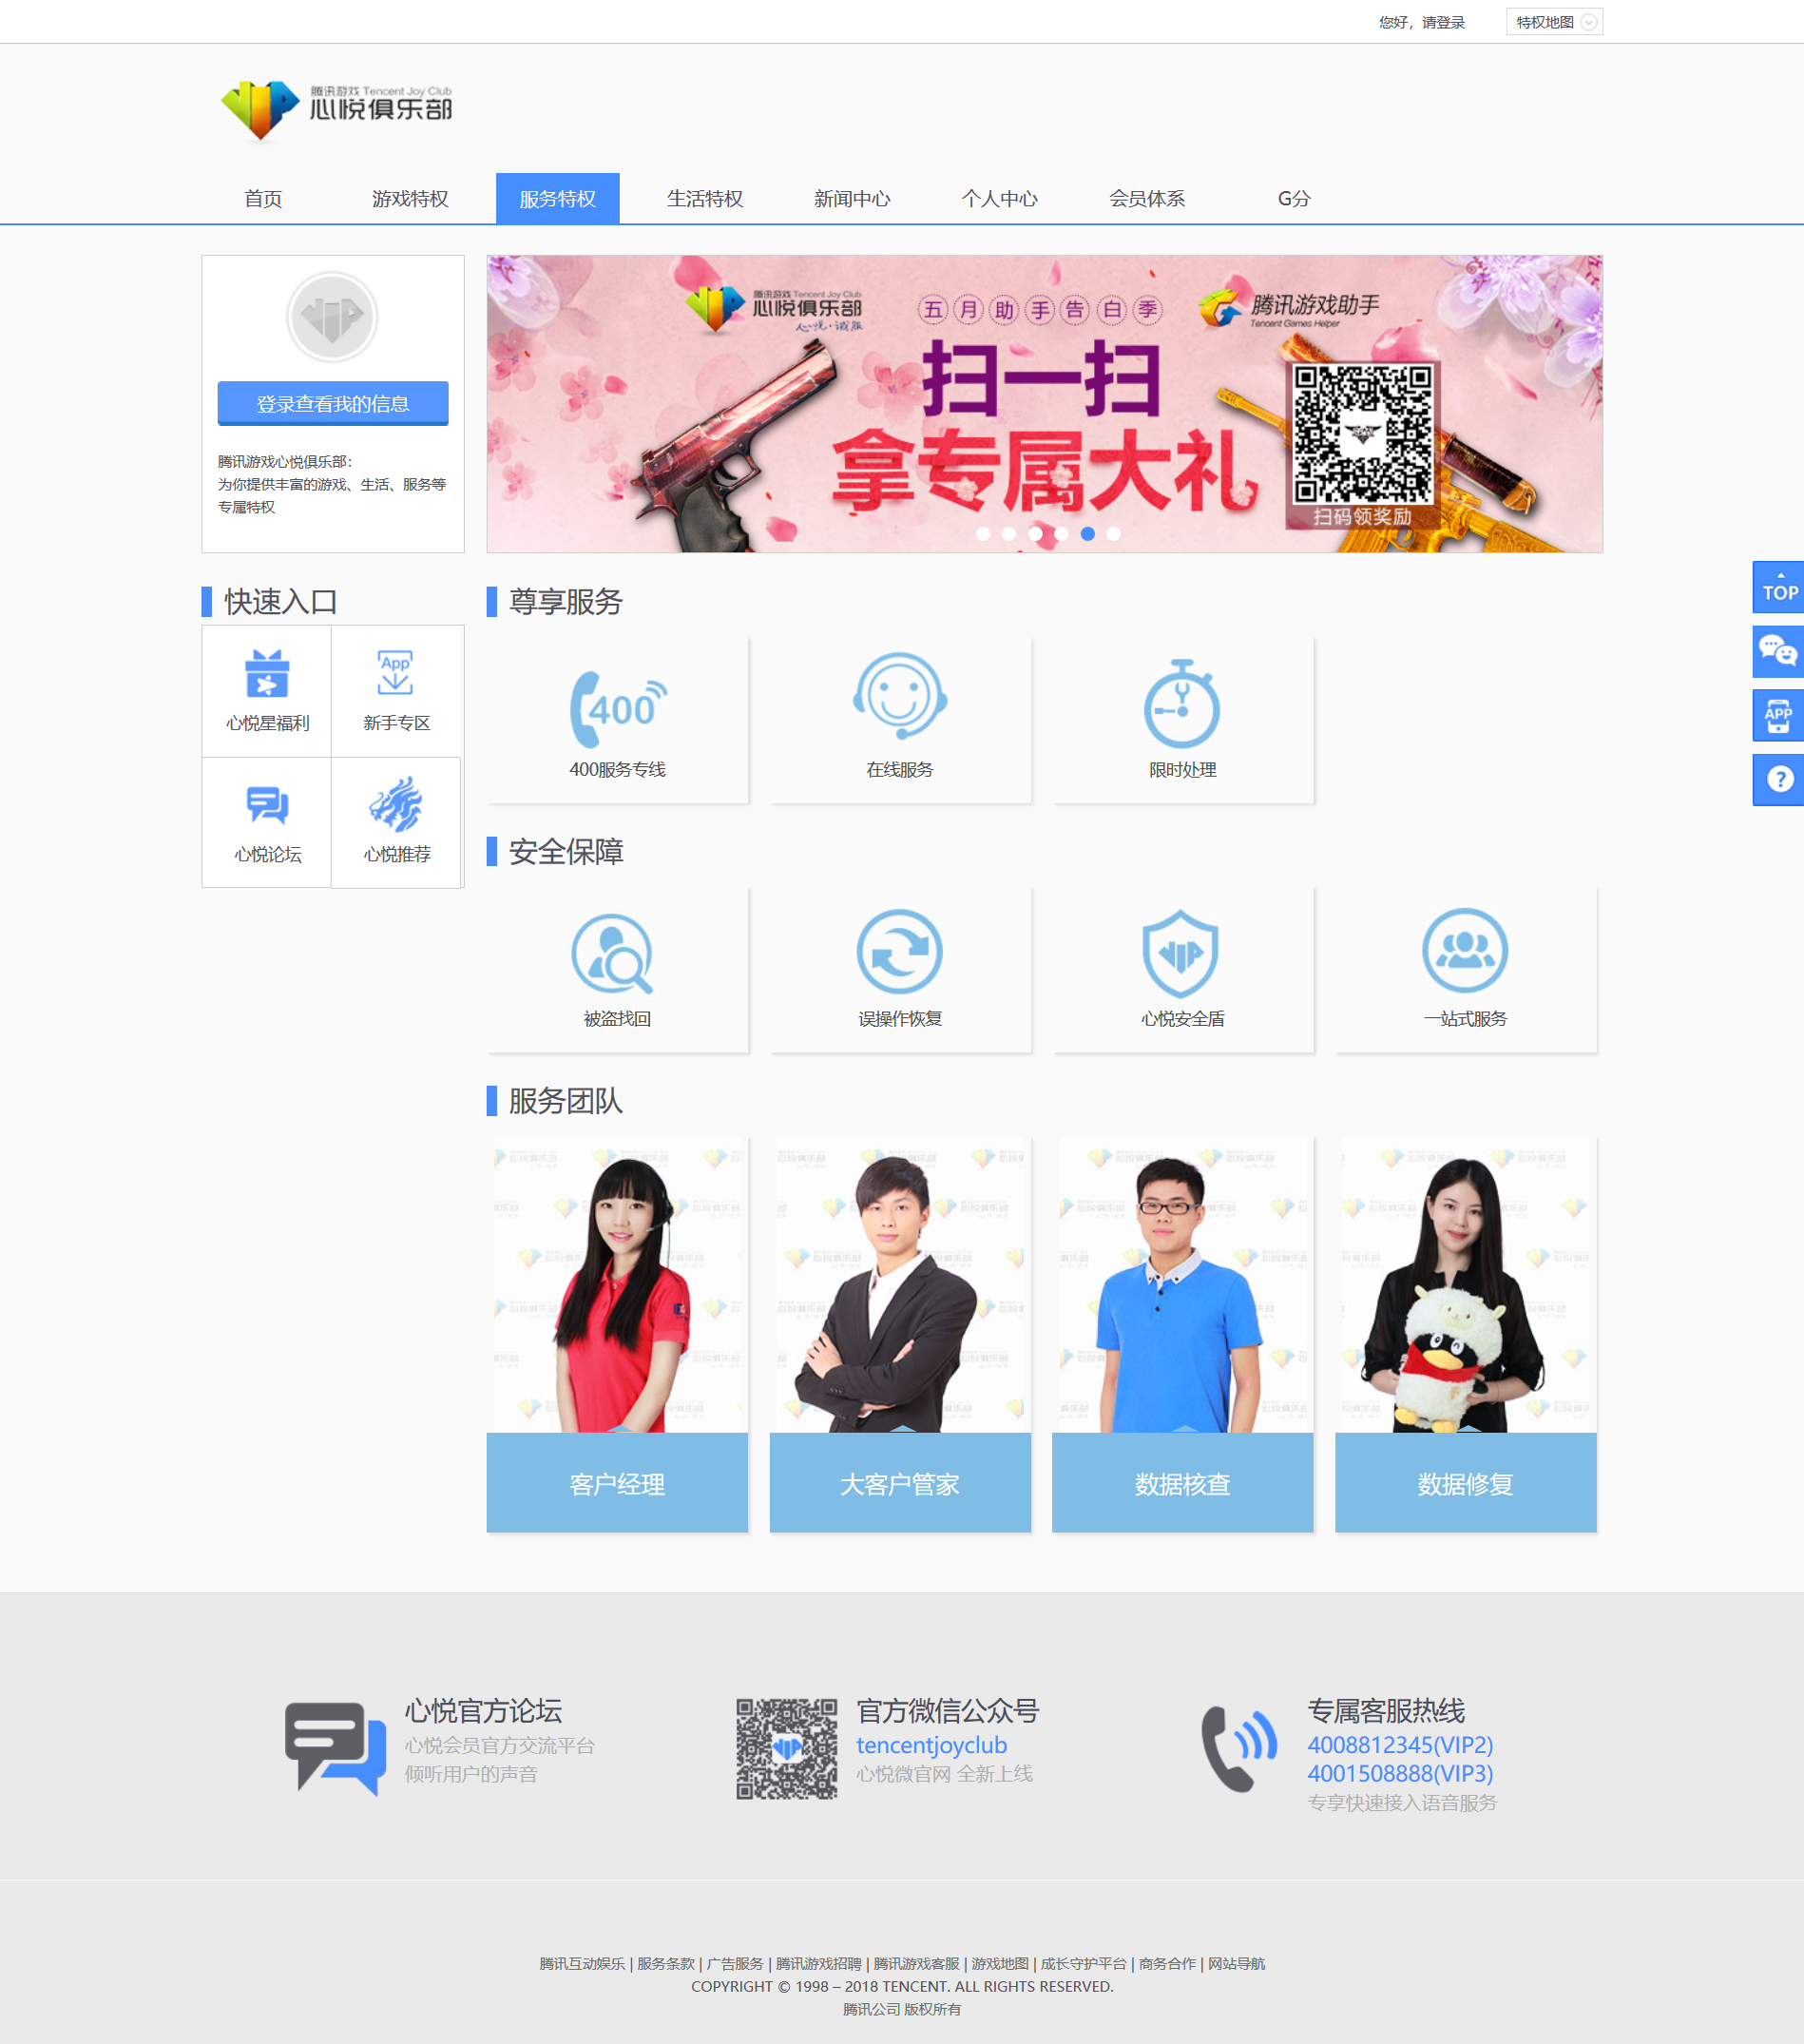 您好，请登录
特权地图
腾讯游戏 Tencent Joy Club
心悦俱乐部
首页
游戏特权
服务特权
生活特权
新闻中心
个人中心
会员体系
G分
登录查看我的信息
腾讯游戏心悦俱乐部：
为你提供丰富的游戏、生活、服务等
专属特权
腾讯游戏 Tencent Joy Club
心悦俱乐部
心悦·诚服
五月助手告白季
腾讯游戏助手
Tencent Games Helper
扫一扫
拿专属大礼
扫码领奖励
快速入口
App
心悦星福利
新手专区
心悦论坛
心悦推荐
尊享服务
400
400服务专线
在线服务
限时处理
安全保障
被盗找回
误操作恢复
心悦安全盾
一站式服务
服务团队
客户经理
大客户管家
数据核查
数据修复
TOP
APP
?
心悦官方论坛
心悦会员官方交流平台
倾听用户的声音
官方微信公众号
tencentjoyclub
心悦微官网 全新上线
专属客服热线
4008812345(VIP2)
4001508888(VIP3)
专享快速接入语音服务
腾讯互动娱乐 | 服务条款 | 广告服务 | 腾讯游戏招聘 | 腾讯游戏客服 | 游戏地图 | 成长守护平台 | 商务合作 | 网站导航
COPYRIGHT © 1998 – 2018 TENCENT. ALL RIGHTS RESERVED.
腾讯公司 版权所有